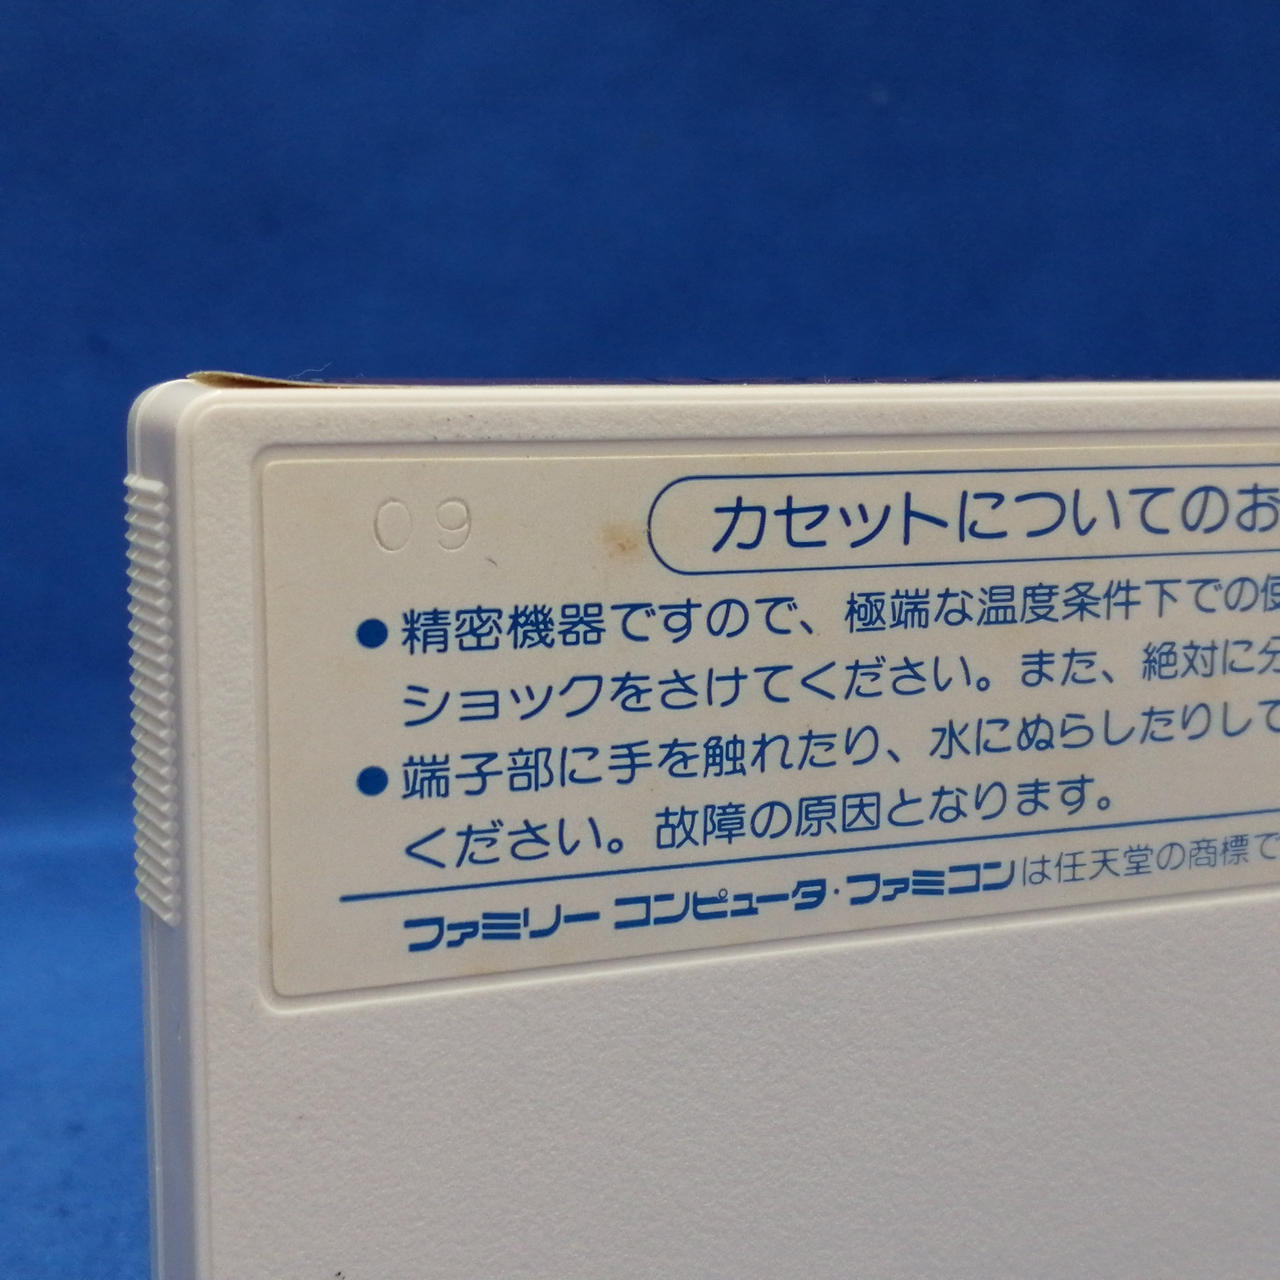 09
カセットについてのお
●精密機器ですので、極端な温度条件下での使
ショックをさけてください。また、絶対に分
●端子部に手を触れたり、水にぬらしたりして
ください。故障の原因となります。
ファミリー コンピュータ・ファミコンは任天堂の商標で